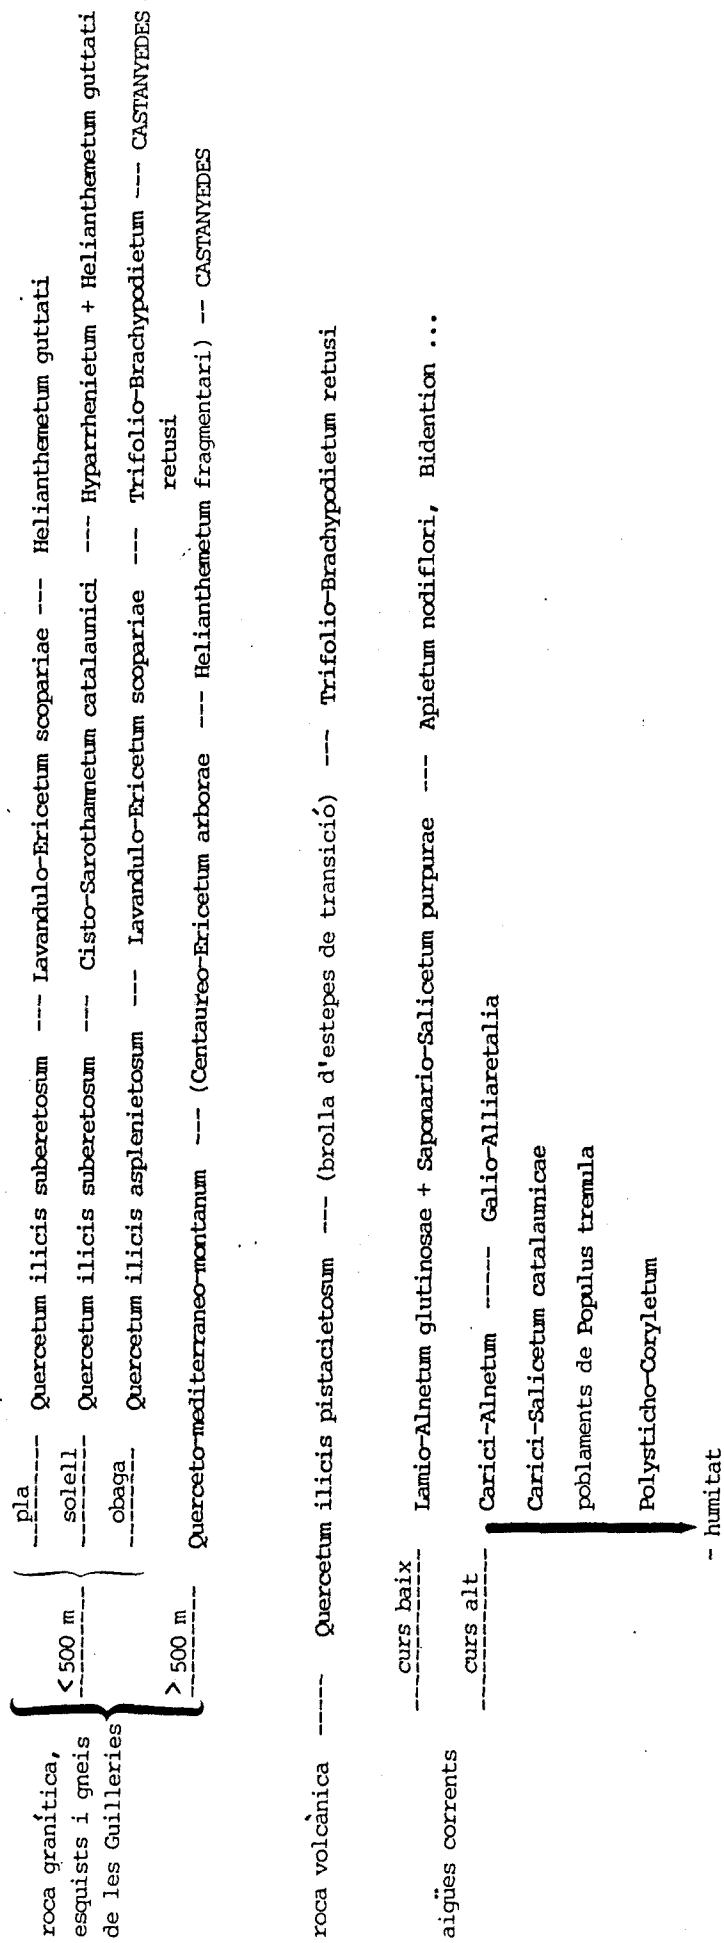 roca granítica,
esquists i gneis
de les Guilleries
< 500 m
pla --- Quercetum ilicis suberetosum --- Lavandulo-Ericetum scopariae --- Helianthemetum guttati
solell --- Quercetum ilicis suberetosum --- Cisto-Sarothamnetum catalaunici --- Hyparrhenietum + Helianthemetum guttati
obaga --- Quercetum ilicis asplenietosum --- Lavandulo-Ericetum scopariae --- Trifolio-Brachypodietum --- CASTANYEDES
retusi
> 500 m --- Querceto-mediterraneo-montanum --- (Centaureo-Ericetum arborae --- Helianthemetum fragmentari) -- CASTANYEDES
roca volcànica ----- Quercetum ilicis pistacietosum --- (brolla d'estepes de transició) --- Trifolio-Brachypodietum retusi
aigües corrents
curs baix --- Lamio-Alnetum glutinosae + Saponario-Salicetum purpurae --- Apietum nodiflori, Bidention ...
curs alt --- Carici-Alnetum ----- Galio-Alliaretalia
Carici-Salicetum catalaunicae
poblaments de Populus tremula
Polysticho-Coryletum
- humitat